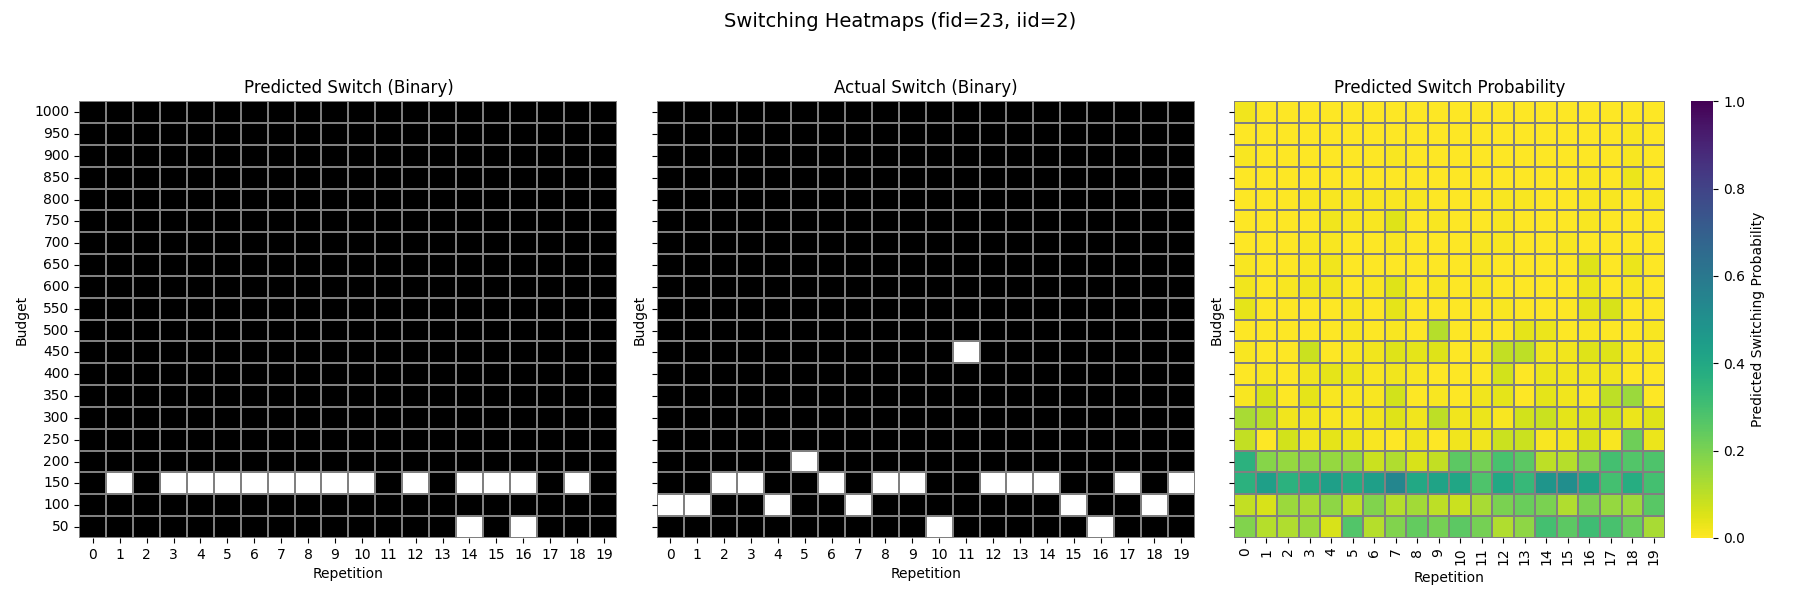 Switching Heatmaps (fid=23, iid=2)
Predicted Switch (Binary)
Budget
1000
950
900
850
800
750
700
650
600
550
500
450
400
350
300
250
200
150
100
50
0 1 2 3 4 5 6 7 8 9 10 11 12 13 14 15 16 17 18 19
Repetition
Actual Switch (Binary)
Budget
0 1 2 3 4 5 6 7 8 9 10 11 12 13 14 15 16 17 18 19
Repetition
Predicted Switch Probability
Budget
0 1 2 3 4 5 6 7 8 9 10 11 12 13 14 15 16 17 18 19
Repetition
1.0
0.8
0.6
0.4
0.2
0.0
Predicted Switching Probability